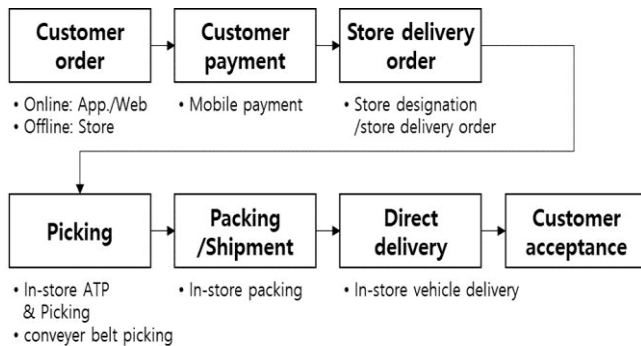 Customer
order
Customer
payment
Store delivery
order
• Online: App./Web
• Offline: Store
• Mobile payment
• Store designation
/store delivery order
Picking
Packing
/Shipment
Direct
delivery
Customer
acceptance
• In-store ATP
& Picking
• conveyer belt picking
• In-store packing
• In-store vehicle delivery